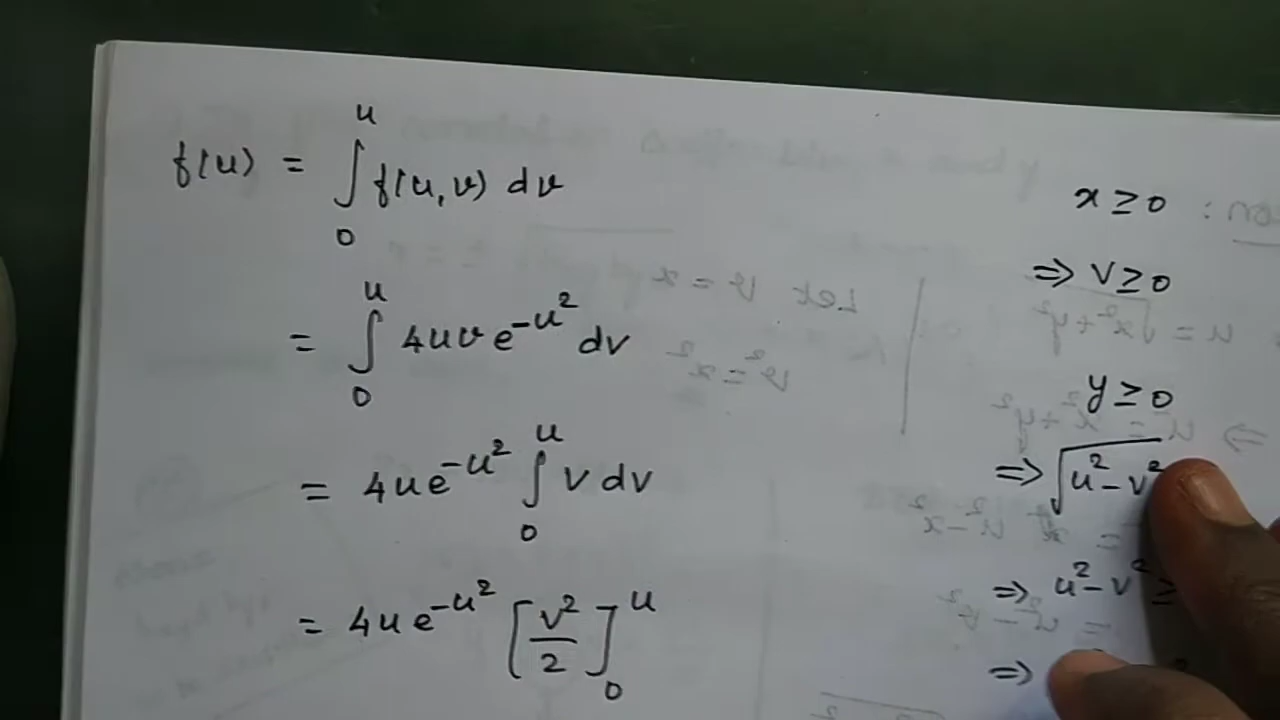 f(u) = ∫₀ᵘ f(u,v) dv
= ∫₀ᵘ 4uv e^{-u²} dv
= 4u e^{-u²} ∫₀ᵘ v dv
= 4u e^{-u²} [v²/2]₀ᵘ
x ≥ 0
⇒ v ≥ 0
y ≥ 0
⇒ √(u² - v²
⇒ u² - v² ≥
⇒